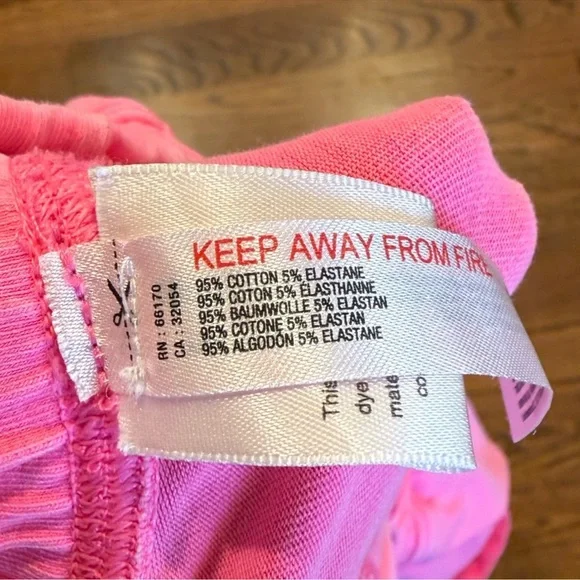 KEEP AWAY FROM FIRE
95% COTTON 5% ELASTANE
95% COTON 5% ÉLASTHANNE
95% BAUMWOLLE 5% ELASTAN
95% COTONE 5% ELASTAN
95% ALGODÓN 5% ELASTANE
RN : 66170
CA : 32054
This
dye
mate
co